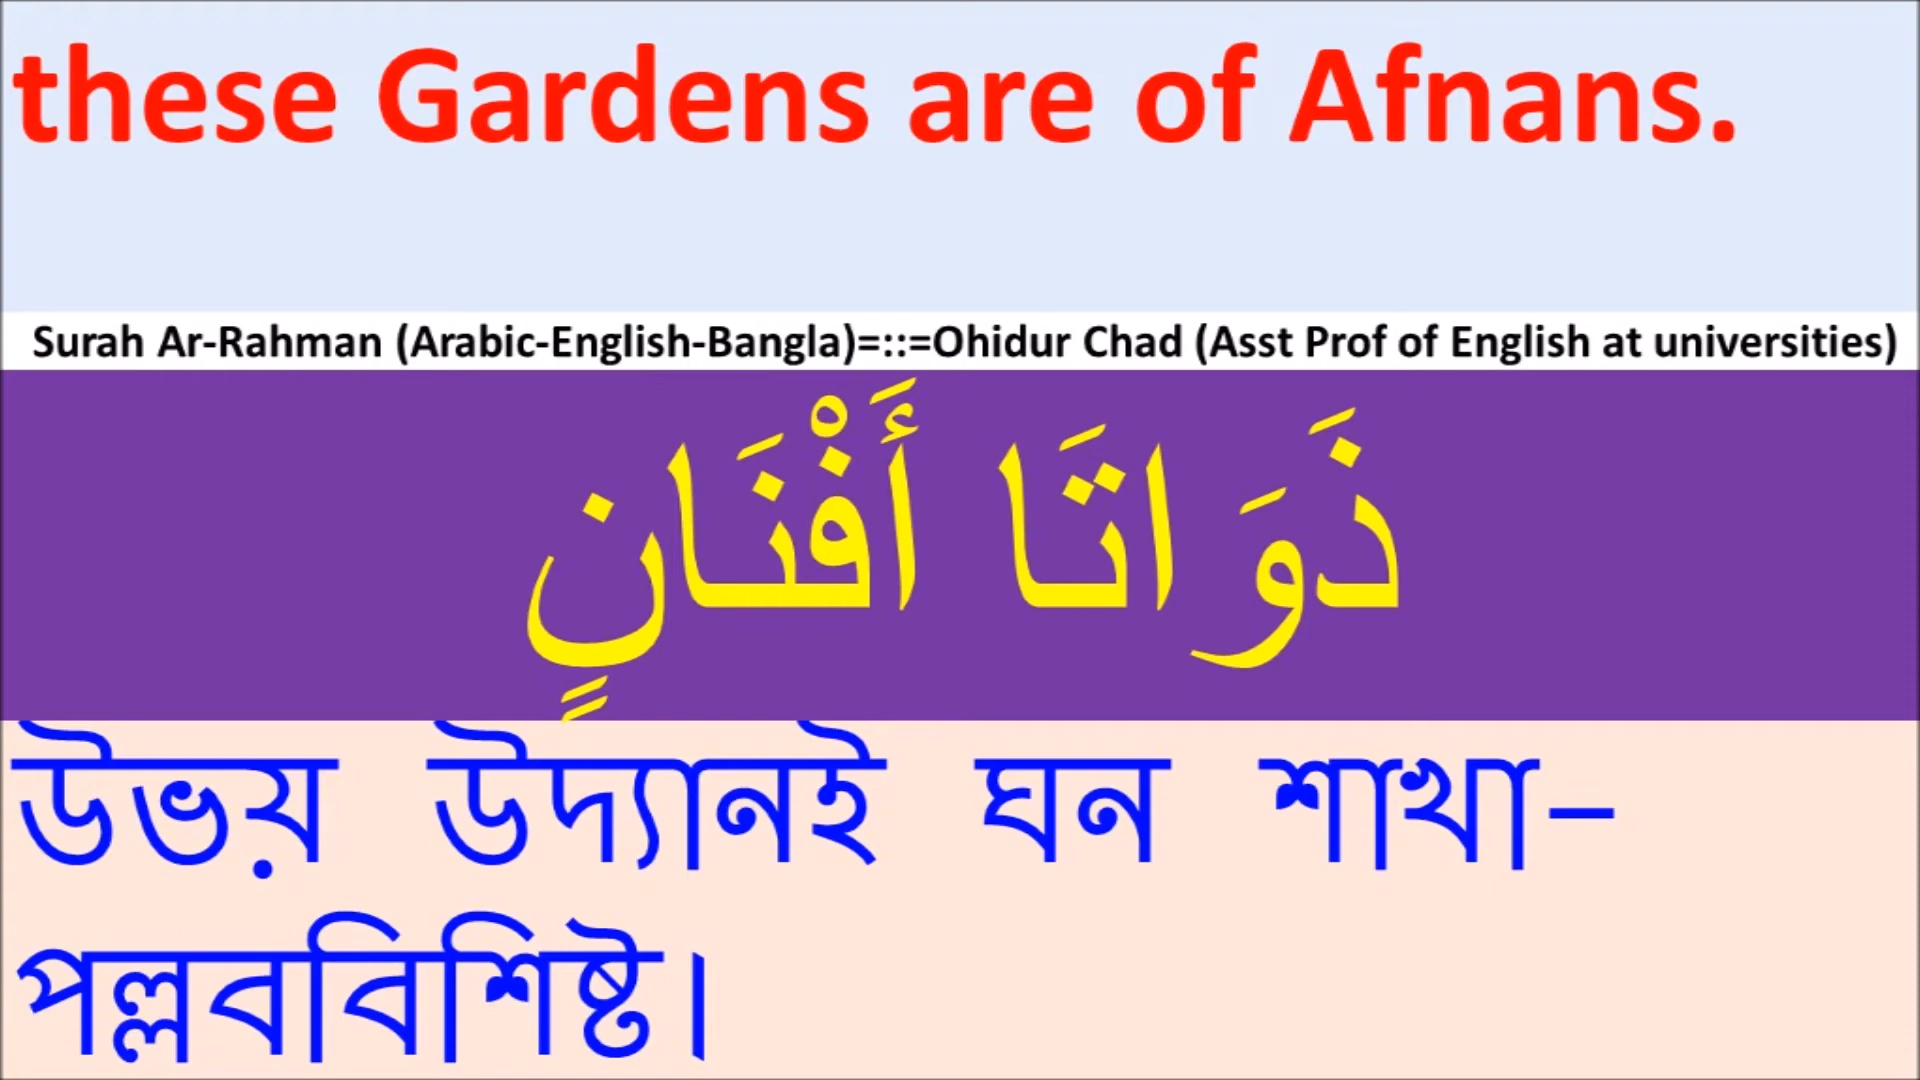 these Gardens are of Afnans.
Surah Ar-Rahman (Arabic-English-Bangla)=::=Ohidur Chad (Asst Prof of English at universities)
ذَوَاتَا أَفْنَانٍ
উভয় উদ্যানই ঘন শাখা–
পল্লববিশিষ্ট।